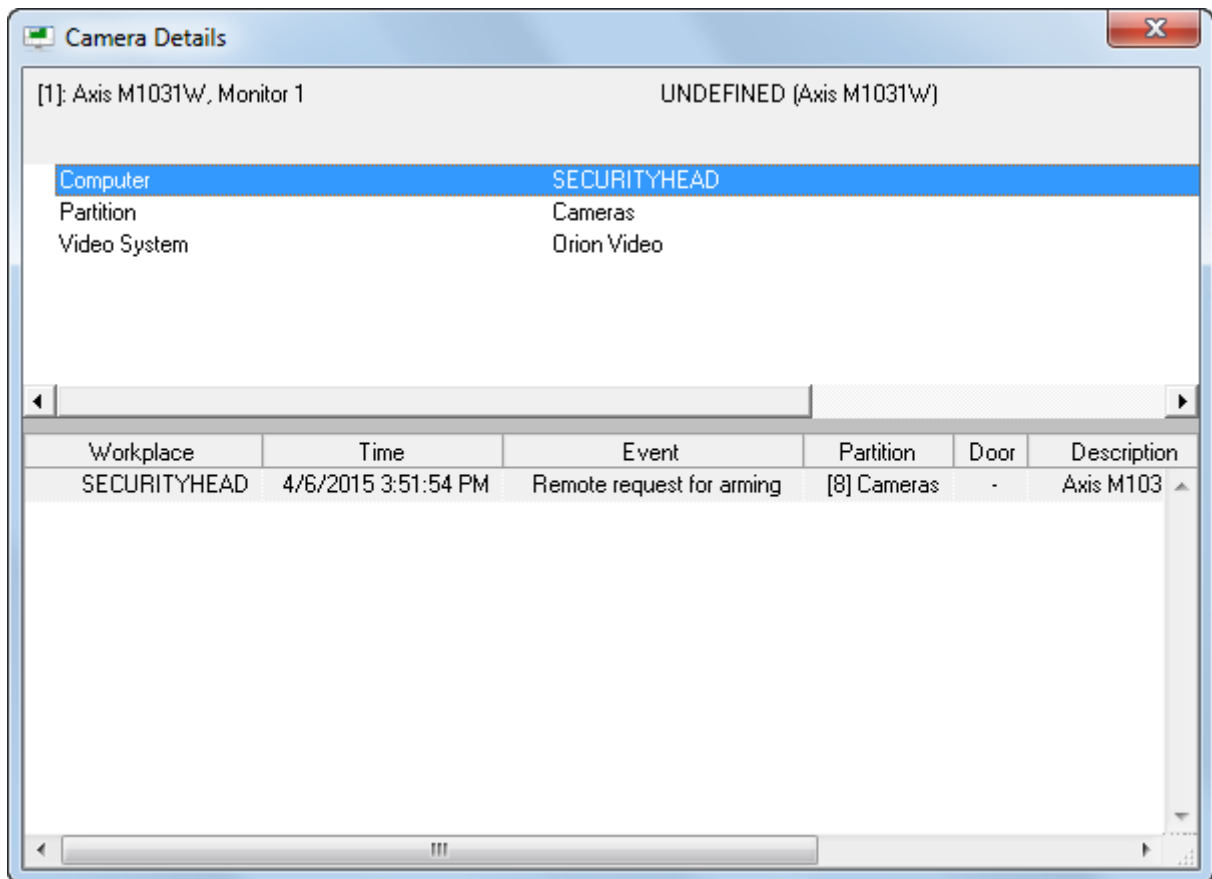 Camera Details
[1]: Axis M1031W, Monitor 1 UNDEFINED (Axis M1031W)
Computer SECURITYHEAD
Partition Cameras
Video System Orion Video
Workplace Time Event Partition Door Description
SECURITYHEAD 4/6/2015 3:51:54 PM Remote request for arming [8] Cameras - Axis M103